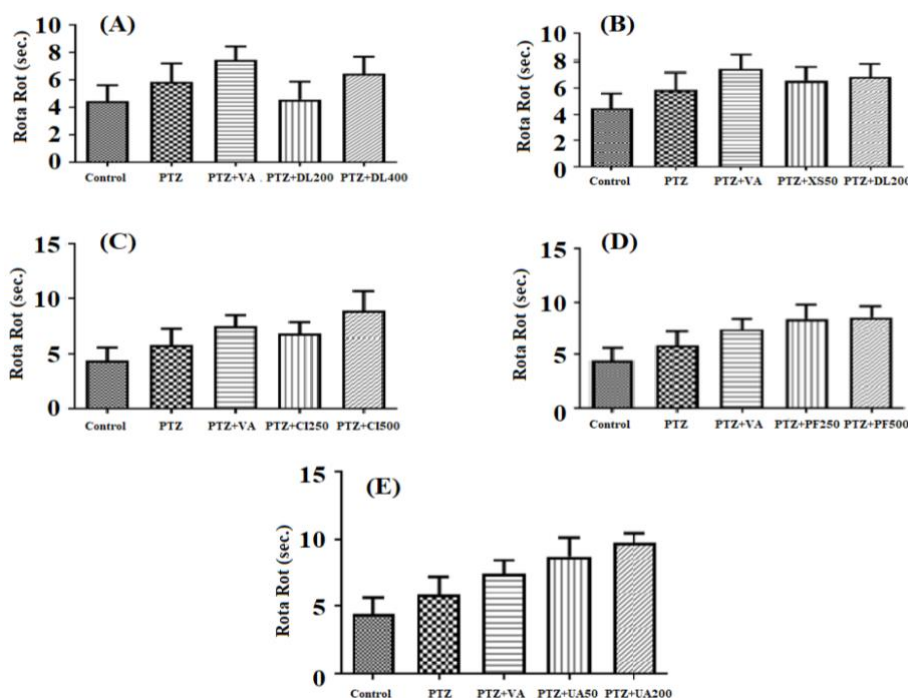 (A)
Rota Rot (sec.)
10
8
6
4
2
0
Control PTZ PTZ+VA . PTZ+DL200 PTZ+DL400
(B)
Rota Rot (sec.)
10
8
6
4
2
0
Control PTZ PTZ+VA PTZ+XS50 PTZ+DL200
(C)
Rota Rot (sec.)
15
10
5
0
Control PTZ PTZ+VA PTZ+CI250 PTZ+CI500
(D)
Rota Rot (sec.)
15
10
5
0
Control PTZ PTZ+VA PTZ+PF250 PTZ+PF500
(E)
Rota Rot (sec.)
15
10
5
0
Control PTZ PTZ+VA PTZ+UA50 PTZ+UA200